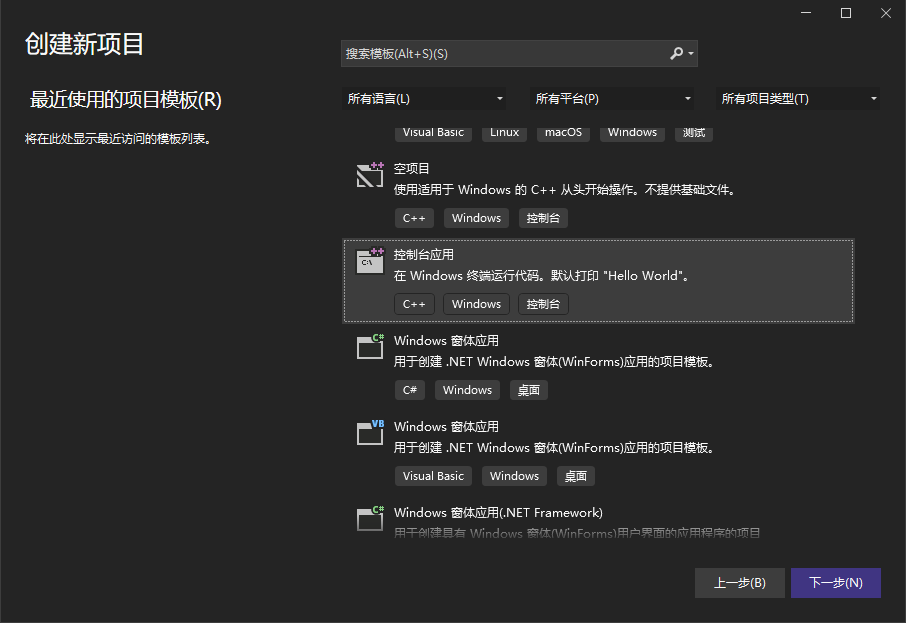 创建新项目
搜索模板(Alt+S)(S)
最近使用的项目模板(R)
所有语言(L)
所有平台(P)
所有项目类型(T)
将在此处显示最近访问的模板列表。
Visual Basic
Linux
macOS
Windows
测试
++
空项目
使用适用于 Windows 的 C++ 从头开始操作。不提供基础文件。
C++
Windows
控制台
++
C:\
控制台应用
在 Windows 终端运行代码。默认打印 "Hello World"。
C++
Windows
控制台
C#
Windows 窗体应用
用于创建 .NET Windows 窗体(WinForms)应用的项目模板。
C#
Windows
桌面
VB
Windows 窗体应用
用于创建 .NET Windows 窗体(WinForms)应用的项目模板。
Visual Basic
Windows
桌面
C#
Windows 窗体应用(.NET Framework)
用于创建具有 Windows 窗体(WinForms)用户界面的应用程序的项目
上一步(B)
下一步(N)